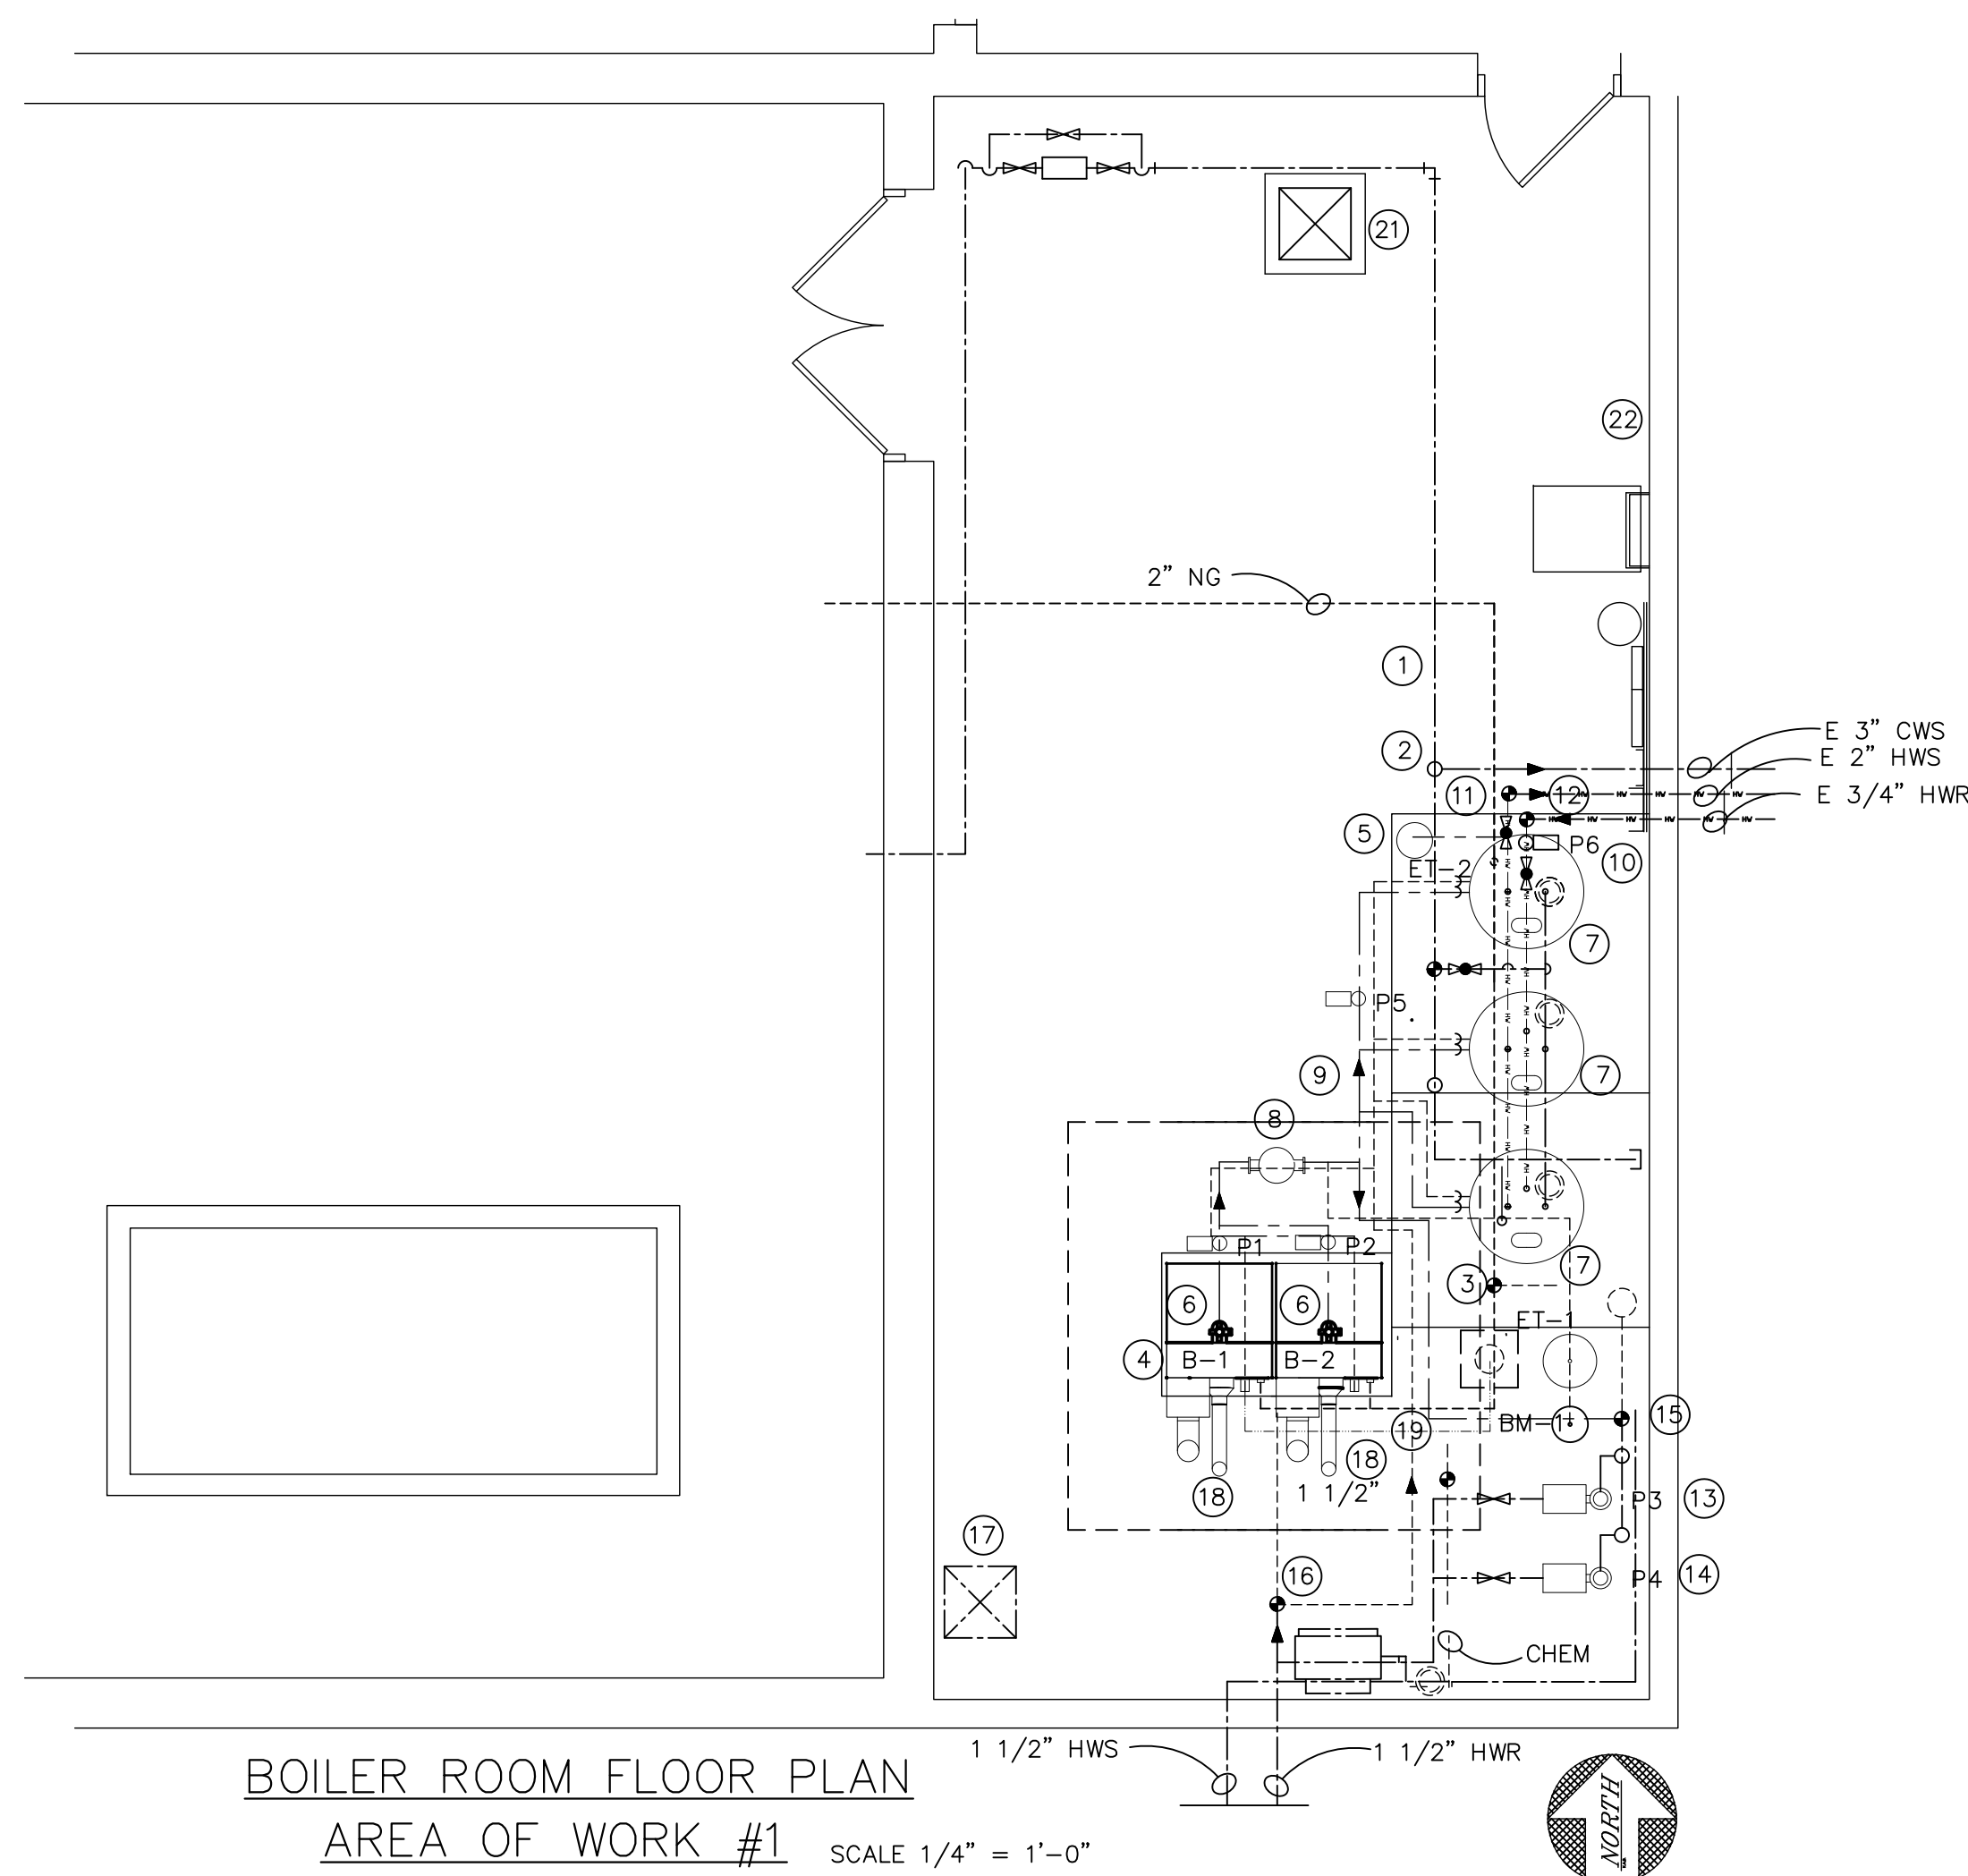 21
22
2” NG
1
2
E 3” CWS
E 2” HWS
E 3/4” HWR
11
12
5
P6
10
ET-2
7
P5
9
7
8
P1
P2
7
3
6
6
ET-1
4
B-1
B-2
19
BM-1
15
18
18
1 1/2”
P3
13
17
16
P4
14
CHEM
1 1/2” HWS
1 1/2” HWR
BOILER ROOM FLOOR PLAN
AREA OF WORK #1
SCALE 1/4” = 1’-0”
NORTH